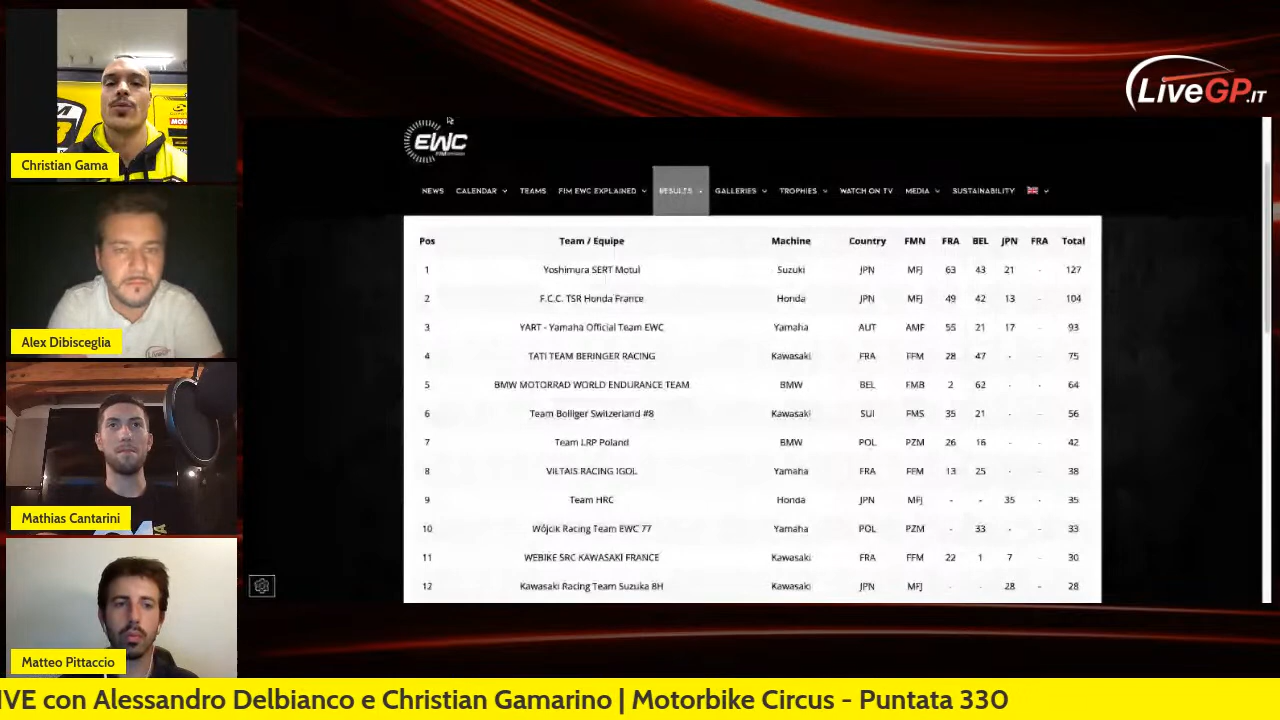 LiveGP.IT
Christian Gama
Alex Dibisceglia
Mathias Cantarini
Matteo Pittaccio
EWC
NEWS CALENDAR TEAMS FIM EWC EXPLAINED RESULTS GALLERIES TROPHIES WATCH ON TV MEDIA SUSTAINABILITY
Pos Team / Equipe Machine Country FMN FRA BEL JPN FRA Total
1 Yoshimura SERT Motul Suzuki JPN MFJ 63 43 21 - 127
2 F.C.C. TSR Honda France Honda JPN MFJ 49 42 13 - 104
3 YART - Yamaha Official Team EWC Yamaha AUT AMF 55 21 17 - 93
4 TATI TEAM BERINGER RACING Kawasaki FRA FFM 28 47 - - 75
5 BMW MOTORRAD WORLD ENDURANCE TEAM BMW BEL FMB 2 62 - - 64
6 Team Bolliger Switzerland #8 Kawasaki SUI FMS 35 21 - - 56
7 Team LRP Poland BMW POL PZM 26 16 - - 42
8 VILTAIS RACING IGOL Yamaha FRA FFM 13 25 - - 38
9 Team HRC Honda JPN MFJ - - 35 - 35
10 Wójcik Racing Team EWC 77 Yamaha POL PZM - 33 - - 33
11 WEBIKE SRC KAWASAKI FRANCE Kawasaki FRA FFM 22 1 7 - 30
12 Kawasaki Racing Team Suzuka 8H Kawasaki JPN MFJ - - 28 - 28
IVE con Alessandro Delbianco e Christian Gamarino | Motorbike Circus - Puntata 330